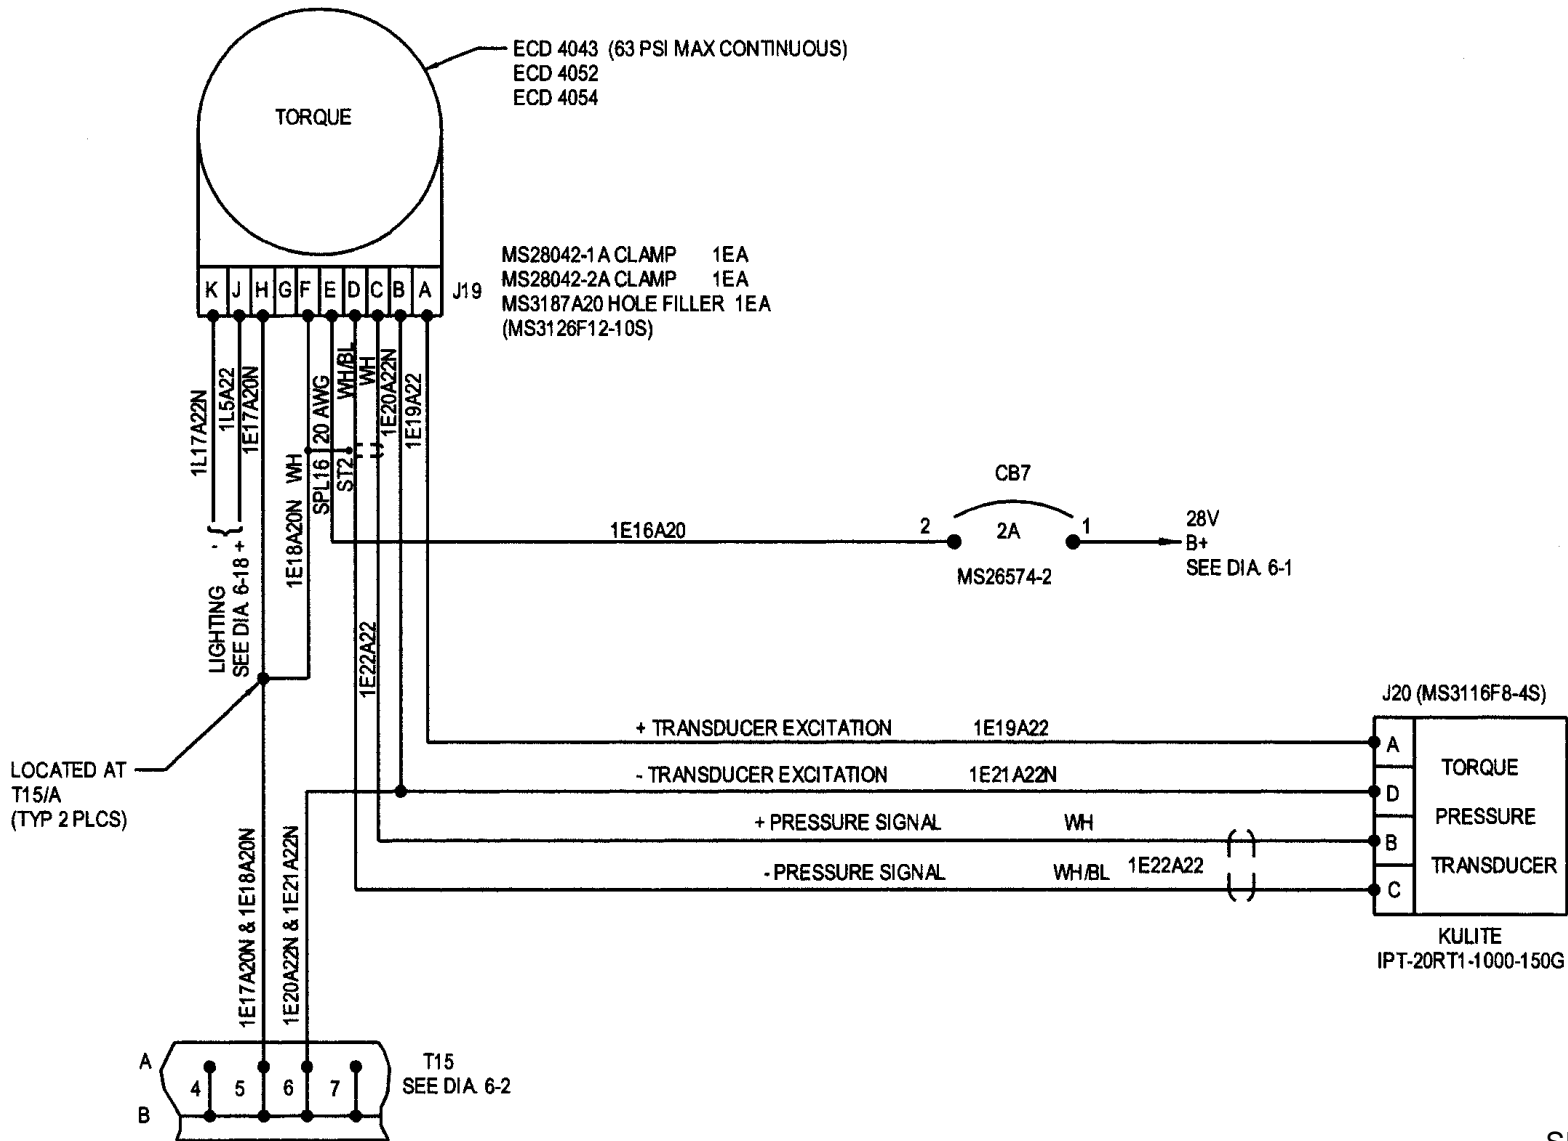 ECD 4043 (63 PSI MAX CONTINUOUS)
ECD 4052
ECD 4054
TORQUE
MS28042-1A CLAMP 1EA
MS28042-2A CLAMP 1EA
MS3187A20 HOLE FILLER 1EA
(MS3126F12-10S)
K J H G F E D C B A J19
1L17A22N
1L5A22
1E17A20N
1E18A20N WH
SPL16 20 AWG
ST2
WH/BL
WH
1E20A22N
1E19A22
LIGHTING - +
SEE DIA. 6-18
1E22A22
1E16A20
CB7
2 2A 1
MS26574-2
28V
B+
SEE DIA. 6-1
J20 (MS3116F8-4S)
+ TRANSDUCER EXCITATION 1E19A22 A
- TRANSDUCER EXCITATION 1E21A22N D
+ PRESSURE SIGNAL WH B
- PRESSURE SIGNAL WH/BL 1E22A22 C
TORQUE
PRESSURE
TRANSDUCER
KULITE
IPT-20RT1-1000-150G
LOCATED AT
T15/A
(TYP 2 PLCS)
1E17A20N & 1E18A20N
1E20A22N & 1E21A22N
A
4 5 6 7
B
T15
SEE DIA. 6-2